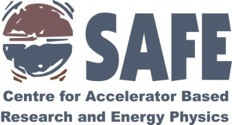 SAFE
Centre for Accelerator Based
Research and Energy Physics